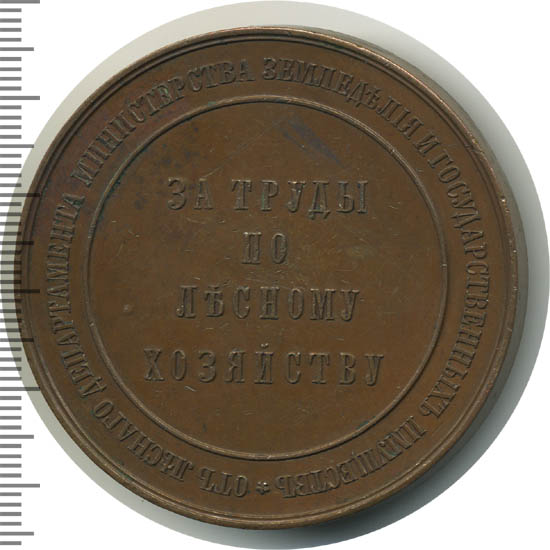 ОТЪ ЛѢСНАГО ДЕПАРТАМЕНТА МИНИСТЕРСТВА ЗЕМЛЕДѢЛІЯ И ГОСУДАРСТВЕННЫХЪ ИМУЩЕСТВЪ *
ЗА ТРУДЫ
ПО
ЛѢСНОМУ
ХОЗЯЙСТВУ